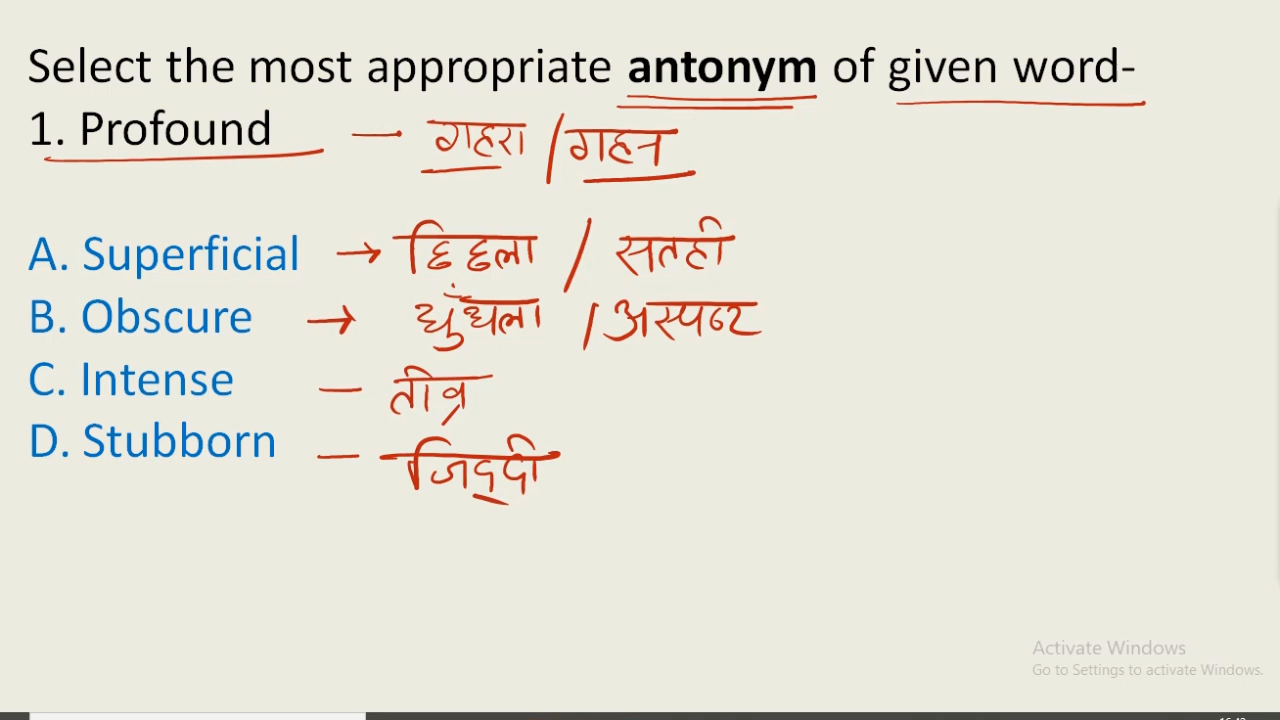 Select the most appropriate antonym of given word-
1. Profound — गहरा / गहन
A. Superficial → छिछला / सतही
B. Obscure → धुँधला / अस्पष्ट
C. Intense — तीव्र
D. Stubborn — जिद्दी
Activate Windows
Go to Settings to activate Windows.